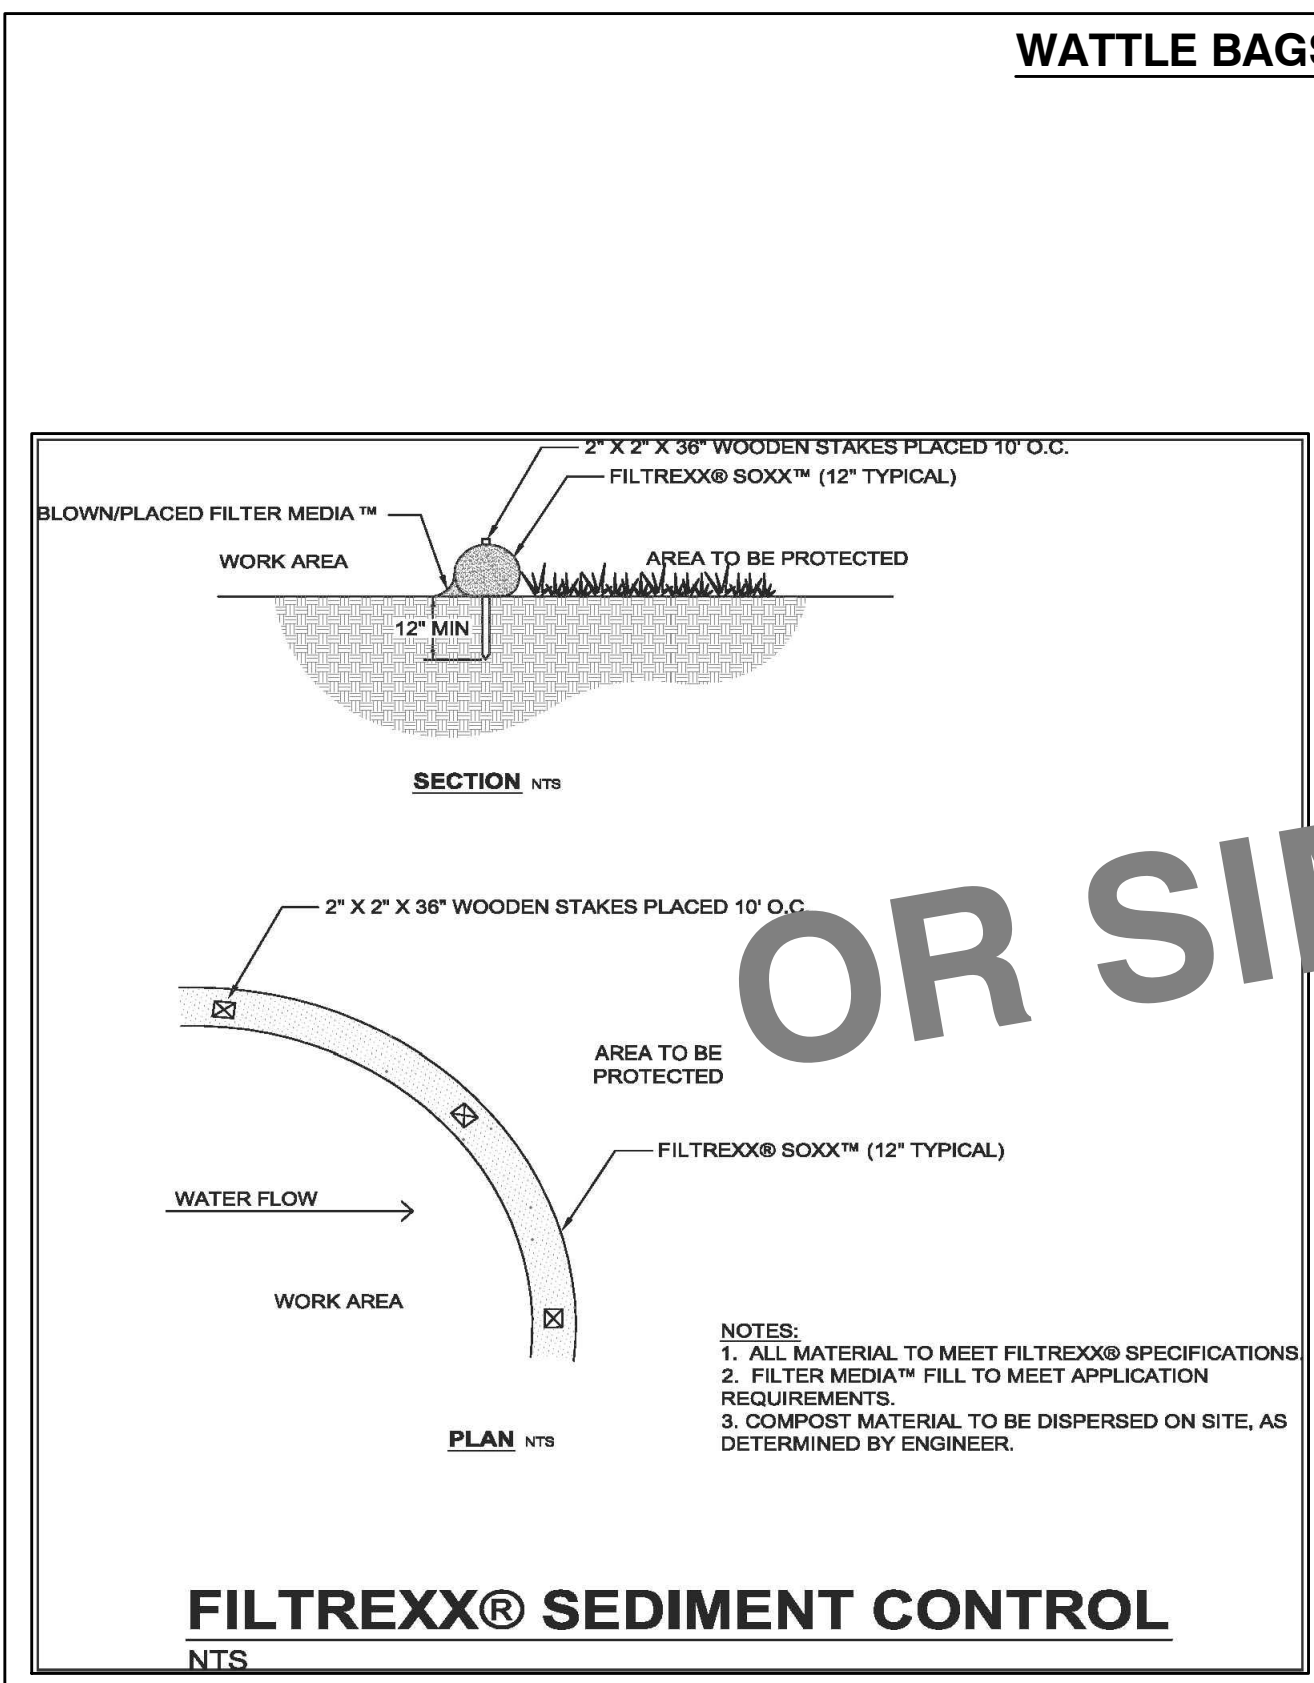 WATTLE BAGS
2" X 2" X 36" WOODEN STAKES PLACED 10' O.C.
FILTREXX® SOXX™ (12" TYPICAL)
BLOWN/PLACED FILTER MEDIA™
WORK AREA
AREA TO BE PROTECTED
12" MIN
SECTION NTS
2" X 2" X 36" WOODEN STAKES PLACED 10' O.C.
OR
AREA TO BE
PROTECTED
FILTREXX® SOXX™ (12" TYPICAL)
WATER FLOW
WORK AREA
NOTES:
1. ALL MATERIAL TO MEET FILTREXX® SPECIFICATIONS.
2. FILTER MEDIA™ FILL TO MEET APPLICATION
REQUIREMENTS.
3. COMPOST MATERIAL TO BE DISPERSED ON SITE, AS
DETERMINED BY ENGINEER.
PLAN NTS
FILTREXX® SEDIMENT CONTROL
NTS